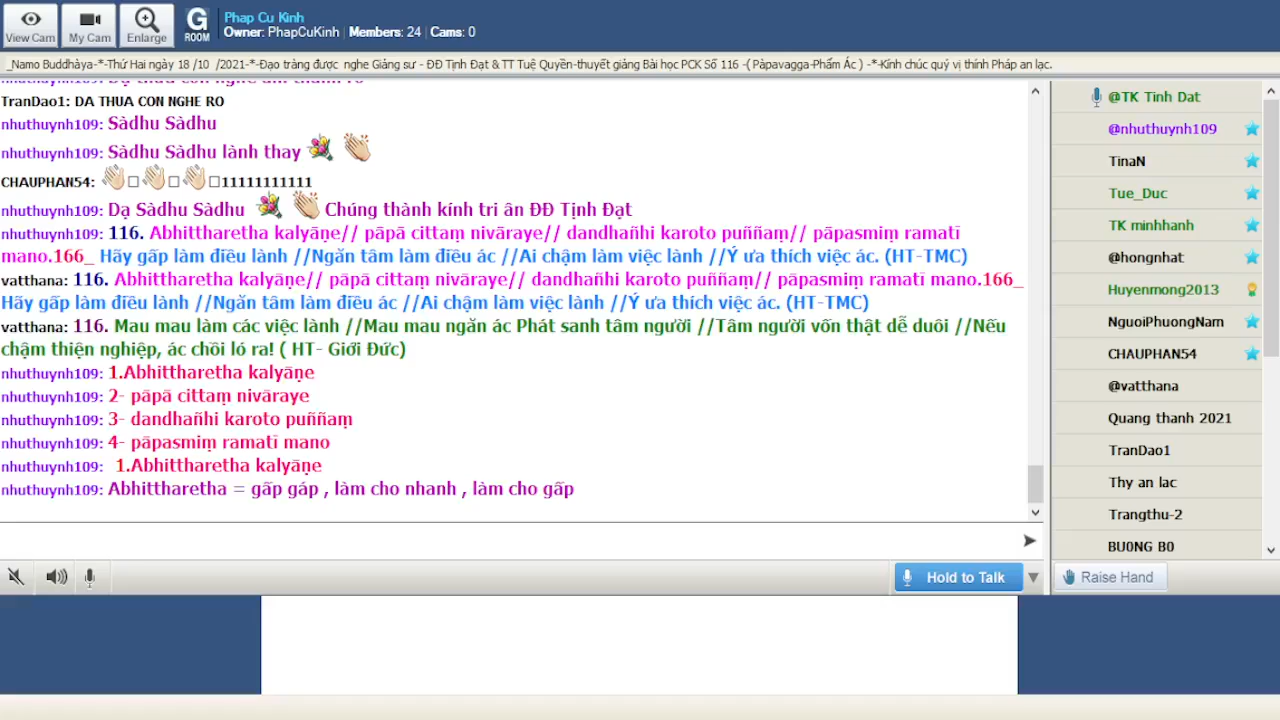 View Cam
My Cam
Enlarge
G ROOM
Phap Cu Kinh
Owner: PhapCuKinh | Members: 24 | Cams: 0
_Namo Buddhàya-*-Thứ Hai ngày 18 /10 /2021-*-Đạo tràng được nghe Giảng sư - ĐĐ Tịnh Đạt & TT Tuệ Quyền-thuyết giảng Bài học PCK Số 116 -( Pàpavagga-Phẩm Ác ) -*-Kính chúc quý vị thính Pháp an lạc.
TranDao1: DA THUA CON NGHE RO
nhuthuynh109: Sàdhu Sàdhu
nhuthuynh109: Sàdhu Sàdhu lành thay
CHAUPHAN54: 11111111111
nhuthuynh109: Dạ Sàdhu Sàdhu Chúng thành kính tri ân ĐĐ Tịnh Đạt
nhuthuynh109: 116. Abhittharetha kalyāṇe// pāpā cittaṃ nivāraye// dandhañhi karoto puññaṃ// pāpasmiṃ ramatī
mano.166_ Hãy gấp làm điều lành //Ngăn tâm làm điều ác //Ai chậm làm việc lành //Ý ưa thích việc ác. (HT-TMC)
vatthana: 116. Abhittharetha kalyāṇe// pāpā cittaṃ nivāraye// dandhañhi karoto puññaṃ// pāpasmiṃ ramatī mano.166_
Hãy gấp làm điều lành //Ngăn tâm làm điều ác //Ai chậm làm việc lành //Ý ưa thích việc ác. (HT-TMC)
vatthana: 116. Mau mau làm các việc lành //Mau mau ngăn ác Phát sanh tâm người //Tâm người vốn thật dễ duôi //Nếu
chậm thiện nghiệp, ác chồi ló ra! ( HT- Giới Đức)
nhuthuynh109: 1.Abhittharetha kalyāṇe
nhuthuynh109: 2- pāpā cittaṃ nivāraye
nhuthuynh109: 3- dandhañhi karoto puññaṃ
nhuthuynh109: 4- pāpasmiṃ ramatī mano
nhuthuynh109: 1.Abhittharetha kalyāṇe
nhuthuynh109: Abhittharetha = gấp gáp , làm cho nhanh , làm cho gấp
@TK Tinh Dat
@nhuthuynh109
TinaN
Tue_Duc
TK minhhanh
@hongnhat
Huyenmong2013
NguoiPhuongNam
CHAUPHAN54
@vatthana
Quang thanh 2021
TranDao1
Thy an lac
Trangthu-2
BU0NG B0
Hold to Talk
Raise Hand